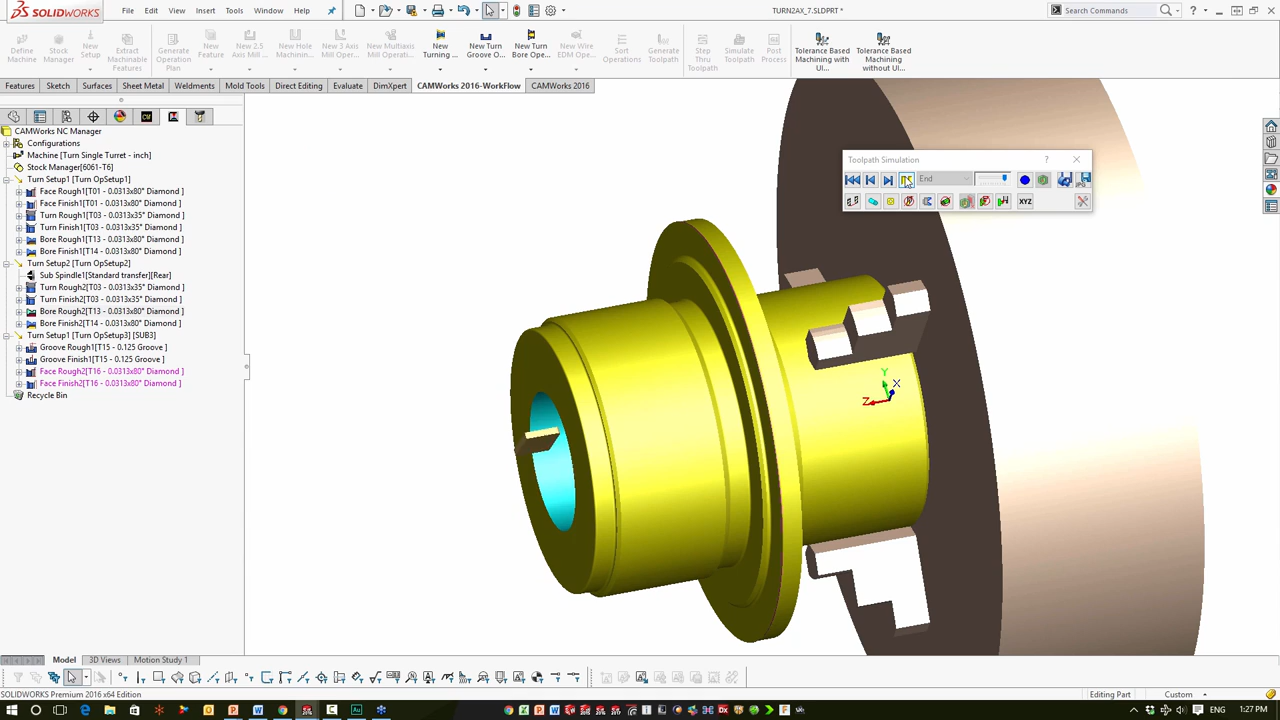 SOLIDWORKS
File Edit View Insert Tools Window Help
TURN2AX_7.SLDPRT *
Search Commands
Define Machine
Stock Manager
New Setup
Extract Machinable Features
Generate Operation Plan
New Feature
New 2.5 Axis Mill ...
New Hole Machinin...
New 3 Axis Mill Oper...
New Multiaxis Mill Operati...
New Turning ...
New Turn Groove O...
New Turn Bore Ope...
New Wire EDM Ope...
Sort Operations
Generate Toolpath
Step Thru Toolpath
Simulate Toolpath
Post Process
Tolerance Based Machining with UI...
Tolerance Based Machining without UI...
Features Sketch Surfaces Sheet Metal Weldments Mold Tools Direct Editing Evaluate DimXpert CAMWorks 2016-WorkFlow CAMWorks 2016
CAMWorks NC Manager
Configurations
Machine [Turn Single Turret - inch]
Stock Manager[6061-T6]
Turn Setup1 [Turn OpSetup1]
Face Rough1[T01 - 0.0313x80° Diamond ]
Face Finish1[T01 - 0.0313x80° Diamond ]
Turn Rough1[T03 - 0.0313x35° Diamond ]
Turn Finish1[T03 - 0.0313x35° Diamond ]
Bore Rough1[T13 - 0.0313x80° Diamond ]
Bore Finish1[T14 - 0.0313x80° Diamond ]
Turn Setup2 [Turn OpSetup2]
Sub Spindle1[Standard transfer][Rear]
Turn Rough2[T03 - 0.0313x35° Diamond ]
Turn Finish2[T03 - 0.0313x35° Diamond ]
Bore Rough2[T13 - 0.0313x80° Diamond ]
Bore Finish2[T14 - 0.0313x80° Diamond ]
Turn Setup1 [Turn OpSetup3] [SUB3]
Groove Rough1[T15 - 0.125 Groove ]
Groove Finish1[T15 - 0.125 Groove ]
Face Rough2[T16 - 0.0313x80° Diamond ]
Face Finish2[T16 - 0.0313x80° Diamond ]
Recycle Bin
Toolpath Simulation
End
XYZ
Y
X
Z
Model 3D Views Motion Study 1
SOLIDWORKS Premium 2016 x64 Edition
Editing Part
Custom
ENG 1:27 PM